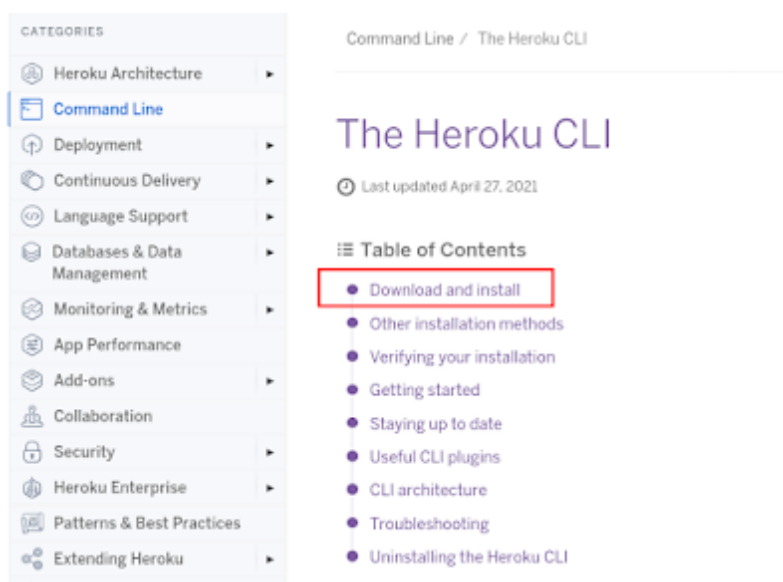 CATEGORIES
Heroku Architecture
Command Line
Deployment
Continuous Delivery
Language Support
Databases & Data
Management
Monitoring & Metrics
App Performance
Add-ons
Collaboration
Security
Heroku Enterprise
Patterns & Best Practices
Extending Heroku
Command Line / The Heroku CLI
The Heroku CLI
Last updated April 27, 2021
Table of Contents
Download and install
Other installation methods
Verifying your installation
Getting started
Staying up to date
Useful CLI plugins
CLI architecture
Troubleshooting
Uninstalling the Heroku CLI